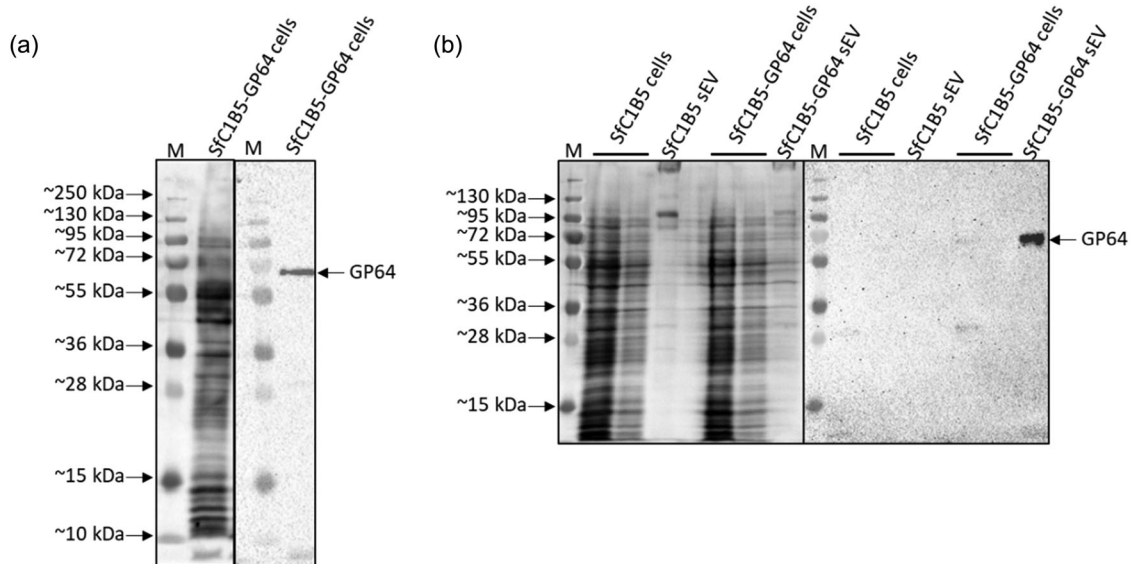 (a)
M
SfC1B5-GP64 cells
M
SfC1B5-GP64 cells
~250 kDa
~130 kDa
~95 kDa
~72 kDa
~55 kDa
~36 kDa
~28 kDa
~15 kDa
~10 kDa
GP64
(b)
M
SfC1B5 cells
SfC1B5 sEV
SfC1B5-GP64 cells
SfC1B5-GP64 sEV
M
SfC1B5 cells
SfC1B5 sEV
SfC1B5-GP64 cells
SfC1B5-GP64 sEV
~130 kDa
~95 kDa
~72 kDa
~55 kDa
~36 kDa
~28 kDa
~15 kDa
GP64